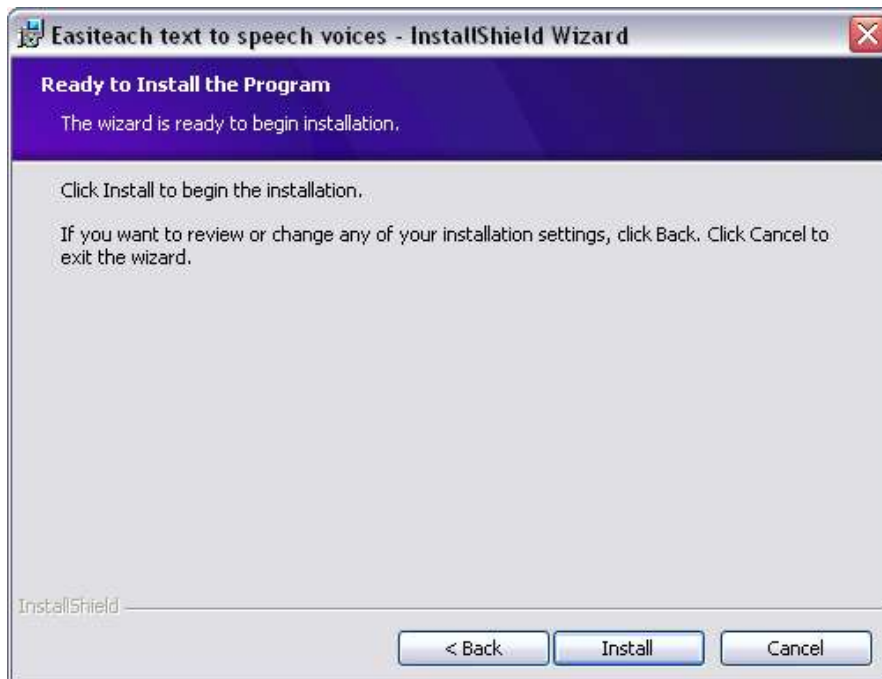 Easiteach text to speech voices - InstallShield Wizard
Ready to Install the Program
The wizard is ready to begin installation.
Click Install to begin the installation.
If you want to review or change any of your installation settings, click Back. Click Cancel to
exit the wizard.
InstallShield
< Back Install Cancel